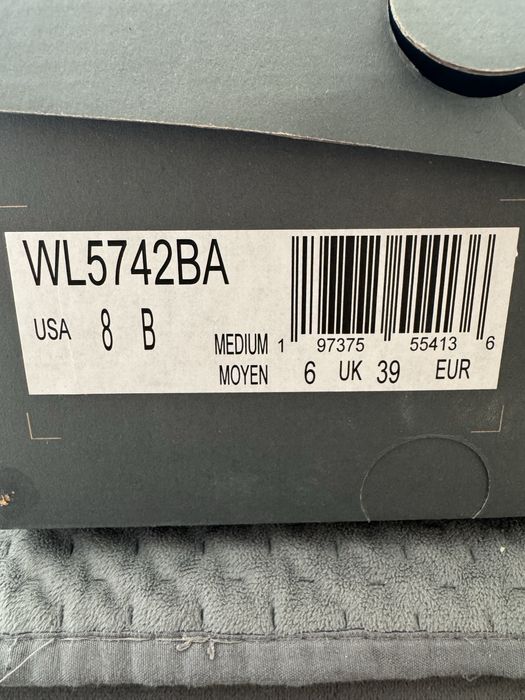 WL5742BA
USA 8 B
MEDIUM 1 97375 55413 6
MOYEN 6 UK 39 EUR